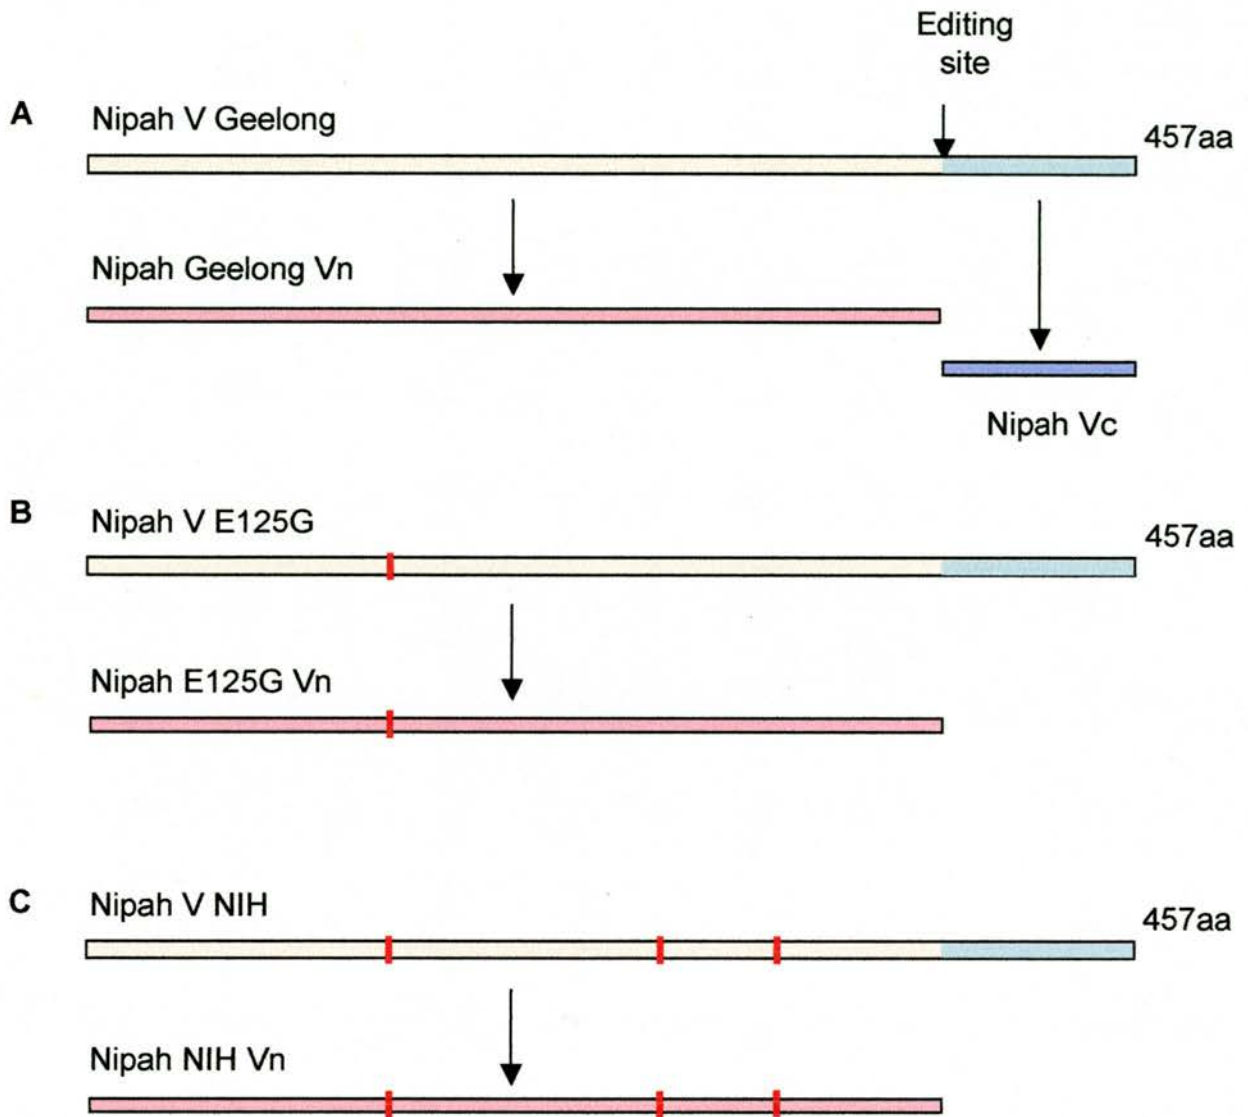 Editing
site
A
Nipah V Geelong
457aa
Nipah Geelong Vn
Nipah Vc
B
Nipah V E125G
457aa
Nipah E125G Vn
C
Nipah V NIH
457aa
Nipah NIH Vn